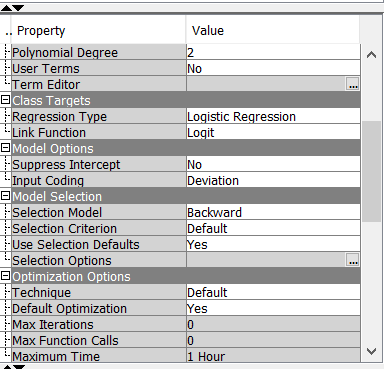 .. Property Value
Polynomial Degree 2
User Terms No
Term Editor ...
Class Targets
Regression Type Logistic Regression
Link Function Logit
Model Options
Suppress Intercept No
Input Coding Deviation
Model Selection
Selection Model Backward
Selection Criterion Default
Use Selection Defaults Yes
Selection Options ...
Optimization Options
Technique Default
Default Optimization Yes
Max Iterations 0
Max Function Calls 0
Maximum Time 1 Hour